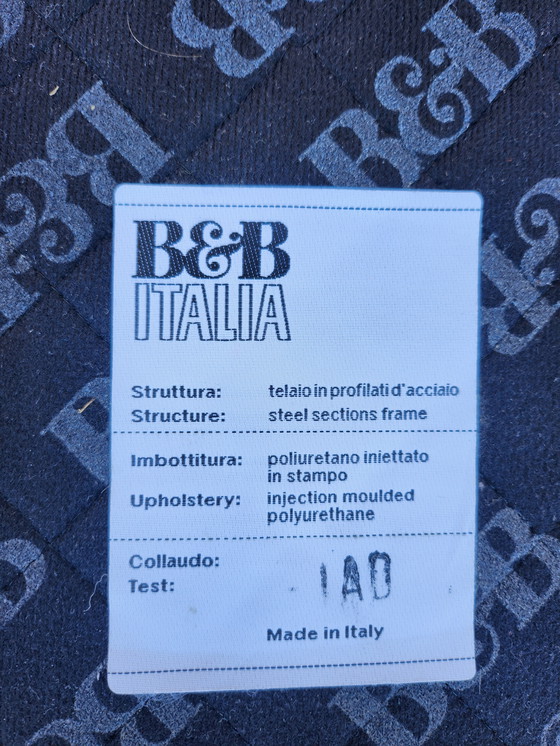 B&B
ITALIA
Struttura: telaio in profilati d'acciaio
Structure: steel sections frame
Imbottitura: poliuretano iniettato
in stampo
Upholstery: injection moulded
polyurethane
Collaudo:
Test: IAD
Made in Italy
B&B
B&B
B&B
B&B